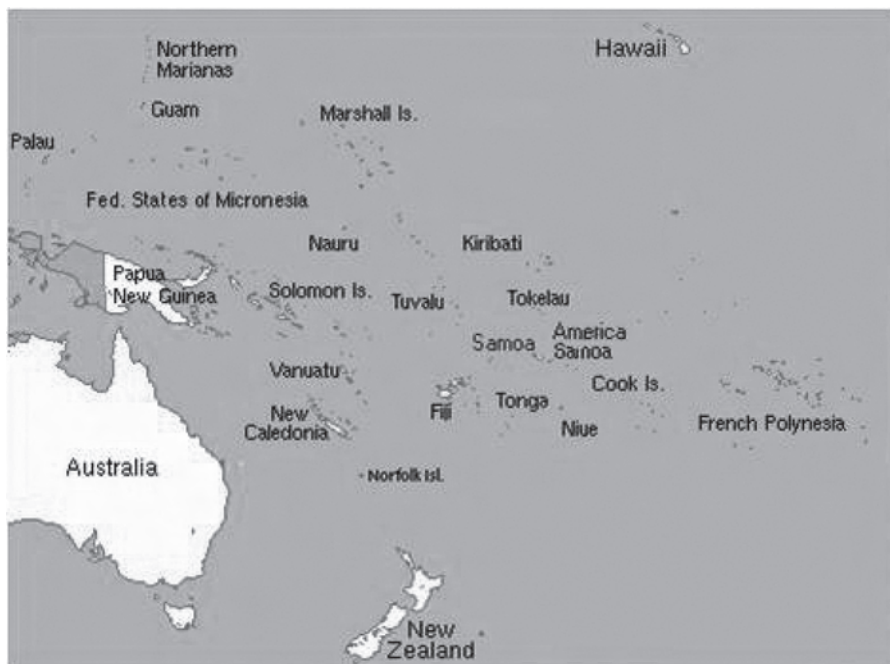 Hawaii
Northern
Marianas
Guam
Marshall Is.
Palau
Fed. States of Micronesia
Nauru
Kiribati
Papua
New Guinea
Solomon Is.
Tuvalu
Tokelau
Samoa
America
Samoa
Vanuatu
Cook Is.
New
Caledonia
Fiji
Tonga
Niue
French Polynesia
Australia
Norfolk Isl.
New
Zealand